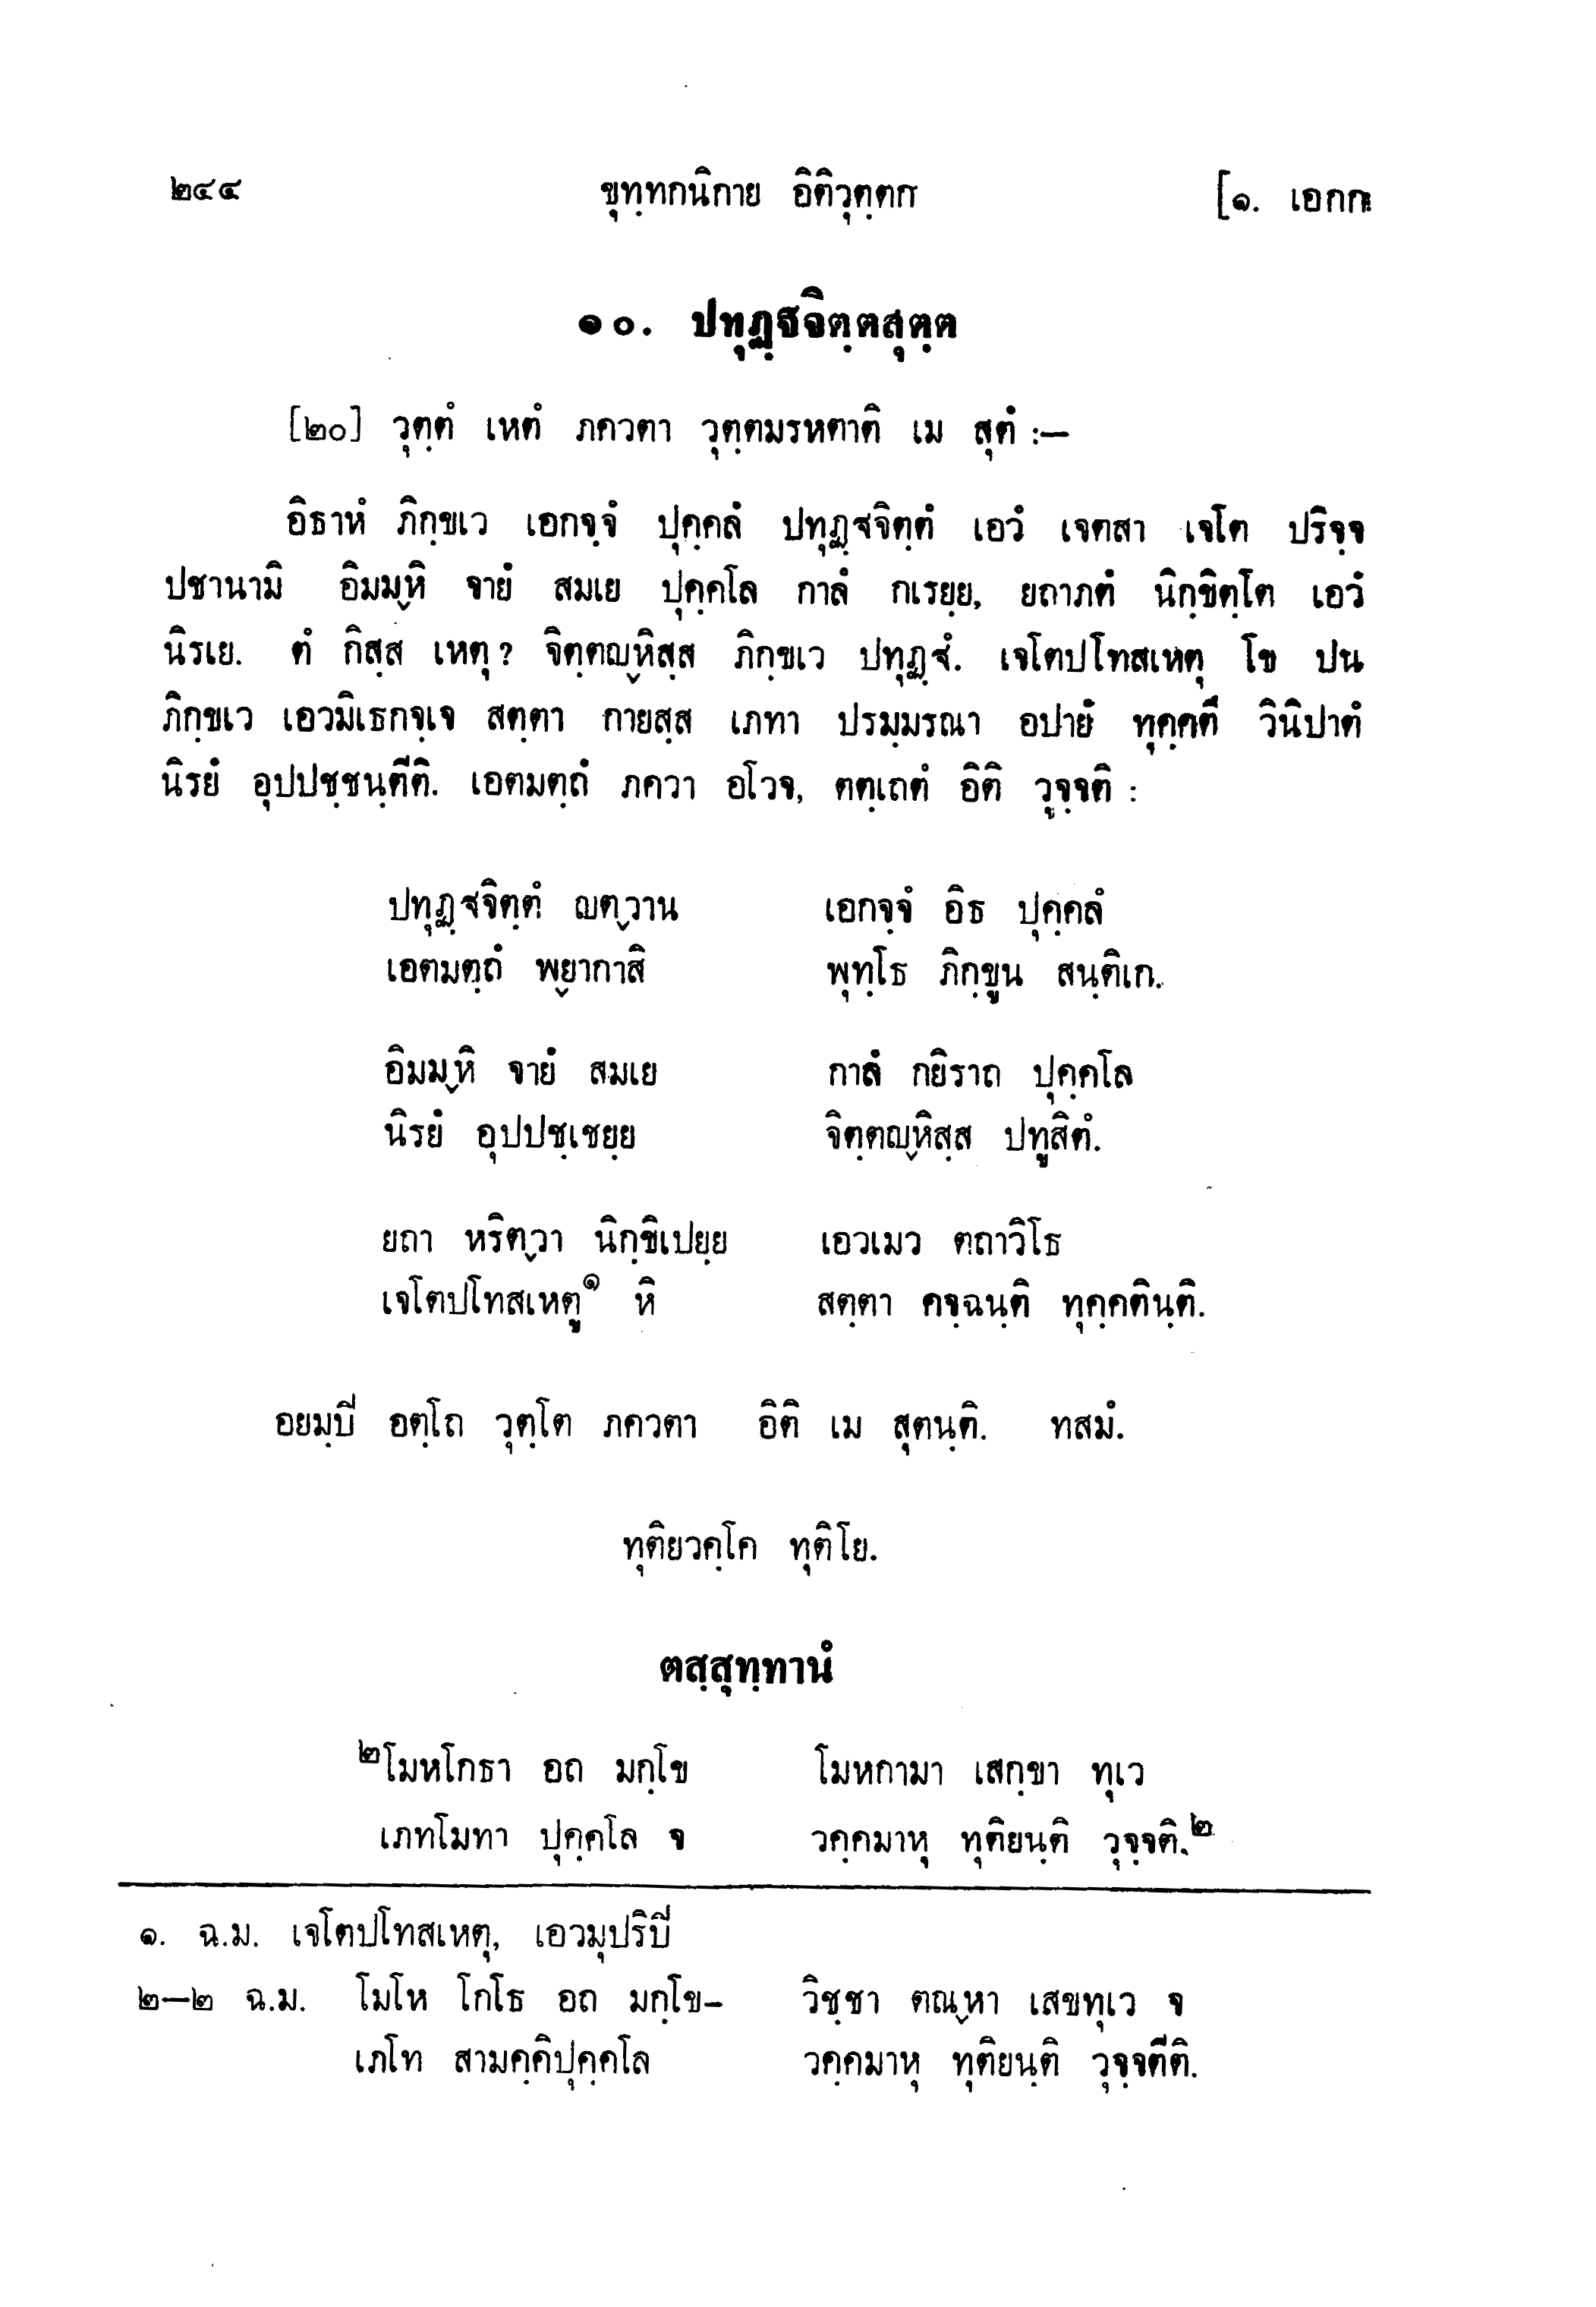 ๒๔๔ ขุทฺทกนิกาย อิติวุตฺตก [๑. เอกก
๑๐. ปทุฏฺฐจิตฺตสุตฺต
[๒๐] วุตฺตํ เหตํ ภควตา วุตฺตมรหตาติ เม สุตํ :—
อิธาหํ ภิกฺขเว เอกจฺจํ ปุคฺคลํ ปทุฏฺฐจิตฺตํ เอวํ เจตสา เจโต ปริจฺจ
ปชานามิ อิมมฺหิ จายํ สมเย ปุคฺคโล กาลํ กเรยฺย, ยถาภตํ นิกฺขิตฺโต เอวํ
นิรเย. ตํ กิสฺส เหตุ? จิตฺตญฺหิสฺส ภิกฺขเว ปทุฏฺฐํ. เจโตปโทสเหตุ โข ปน
ภิกฺขเว เอวมิเธกจฺเจ สตฺตา กายสฺส เภทา ปรมฺมรณา อปายํ ทุคฺคตึ วินิปาตํ
นิรยํ อุปปชฺชนฺตีติ. เอตมตฺถํ ภควา อโวจ, ตตฺเถตํ อิติ วุจฺจติ :
ปทุฏฺฐจิตฺตํ ญตฺวาน เอกจฺจํ อิธ ปุคฺคลํ
เอตมตฺถํ พฺยากาสิ พุทฺโธ ภิกฺขูน สนฺติเก.
อิมมฺหิ จายํ สมเย กาลํ กยิราถ ปุคฺคโล
นิรยํ อุปปชฺเชยฺย จิตฺตญฺหิสฺส ปทูสิตํ.
ยถา หริตฺวา นิกฺขิเปยฺย เอวเมว ตถาวิโธ
เจโตปโทสเหตู๑ หิ สตฺตา คจฺฉนฺติ ทุคฺคตินฺติ.
อยมฺปิ อตฺโถ วุตฺโต ภควตา อิติ เม สุตนฺติ. ทสมํ.
ทุติยวคฺโค ทุติโย.
ตสฺสุทฺทานํ
๒โมหโกธา อถ มกฺโข โมหกามา เสกฺขา ทุเว
เภทโมทา ปุคฺคโล จ วคฺคมาหุ ทุติยนฺติ วุจฺจติ.๒
๑. ฉ.ม. เจโตปโทสเหตุ, เอวมุปริปิ
๒—๒ ฉ.ม. โมโห โกโธ อถ มกฺโข- วิชฺชา ตณฺหา เสขทุเว จ
เภโท สามคฺคิปุคฺคโล วคฺคมาหุ ทุติยนฺติ วุจฺจตีติ.